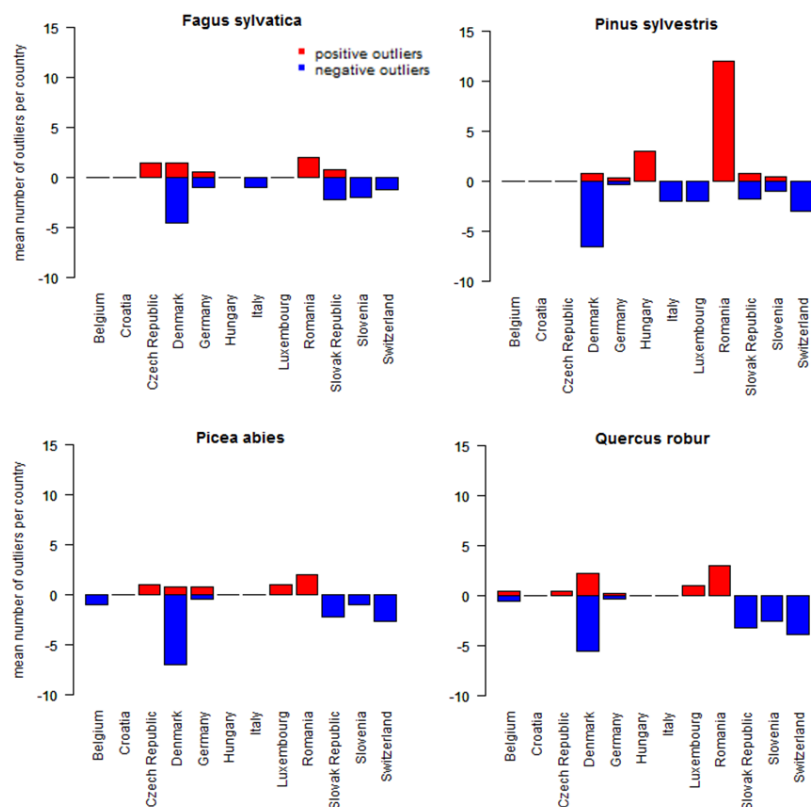 Fagus sylvatica
positive outliers
negative outliers
mean number of outliers per country
15
10
5
0
-5
-10
Belgium
Croatia
Czech Republic
Denmark
Germany
Hungary
Italy
Luxembourg
Romania
Slovak Republic
Slovenia
Switzerland
Pinus sylvestris
15
10
5
0
-5
-10
Belgium
Croatia
Czech Republic
Denmark
Germany
Hungary
Italy
Luxembourg
Romania
Slovak Republic
Slovenia
Switzerland
Picea abies
mean number of outliers per country
15
10
5
0
-5
-10
Belgium
Croatia
Czech Republic
Denmark
Germany
Hungary
Italy
Luxembourg
Romania
Slovak Republic
Slovenia
Switzerland
Quercus robur
15
10
5
0
-5
-10
Belgium
Croatia
Czech Republic
Denmark
Germany
Hungary
Italy
Luxembourg
Romania
Slovak Republic
Slovenia
Switzerland